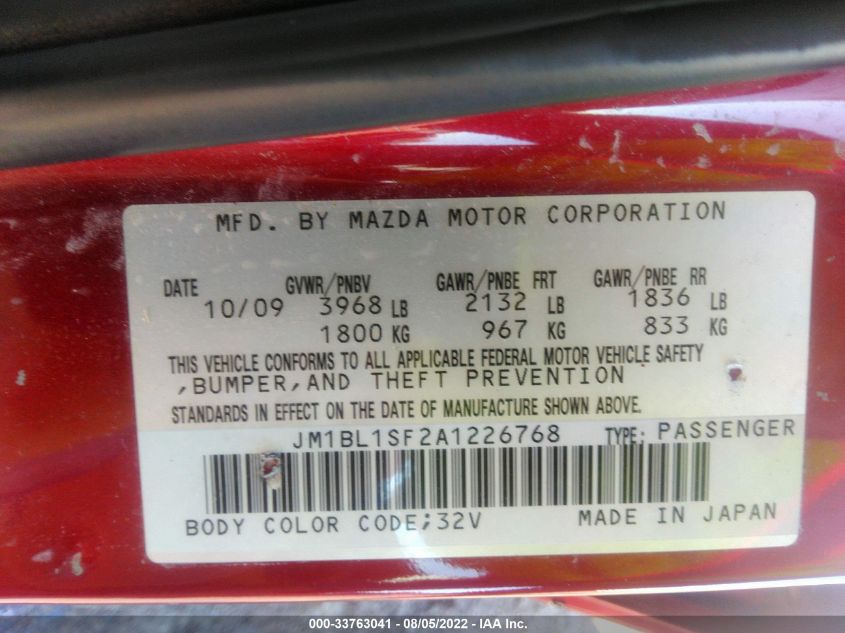 MFD. BY MAZDA MOTOR CORPORATION
DATE GVWR/PNBV GAWR/PNBE FRT GAWR/PNBE RR
10/09 3968 LB 2132 LB 1836 LB
1800 KG 967 KG 833 KG
THIS VEHICLE CONFORMS TO ALL APPLICABLE FEDERAL MOTOR VEHICLE SAFETY
,BUMPER,AND THEFT PREVENTION
STANDARDS IN EFFECT ON THE DATE OF MANUFACTURE SHOWN ABOVE.
JM1BL1SF2A1226768 TYPE: PASSENGER
BODY COLOR CODE;32V MADE IN JAPAN
000-33763041 - 08/05/2022 - IAA Inc.